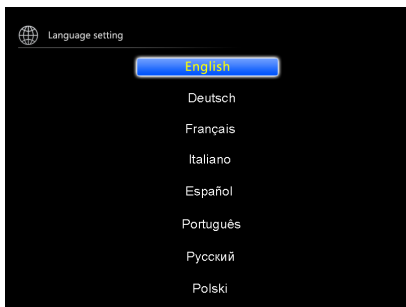 Language setting
English
Deutsch
Français
Italiano
Español
Português
Русский
Polski